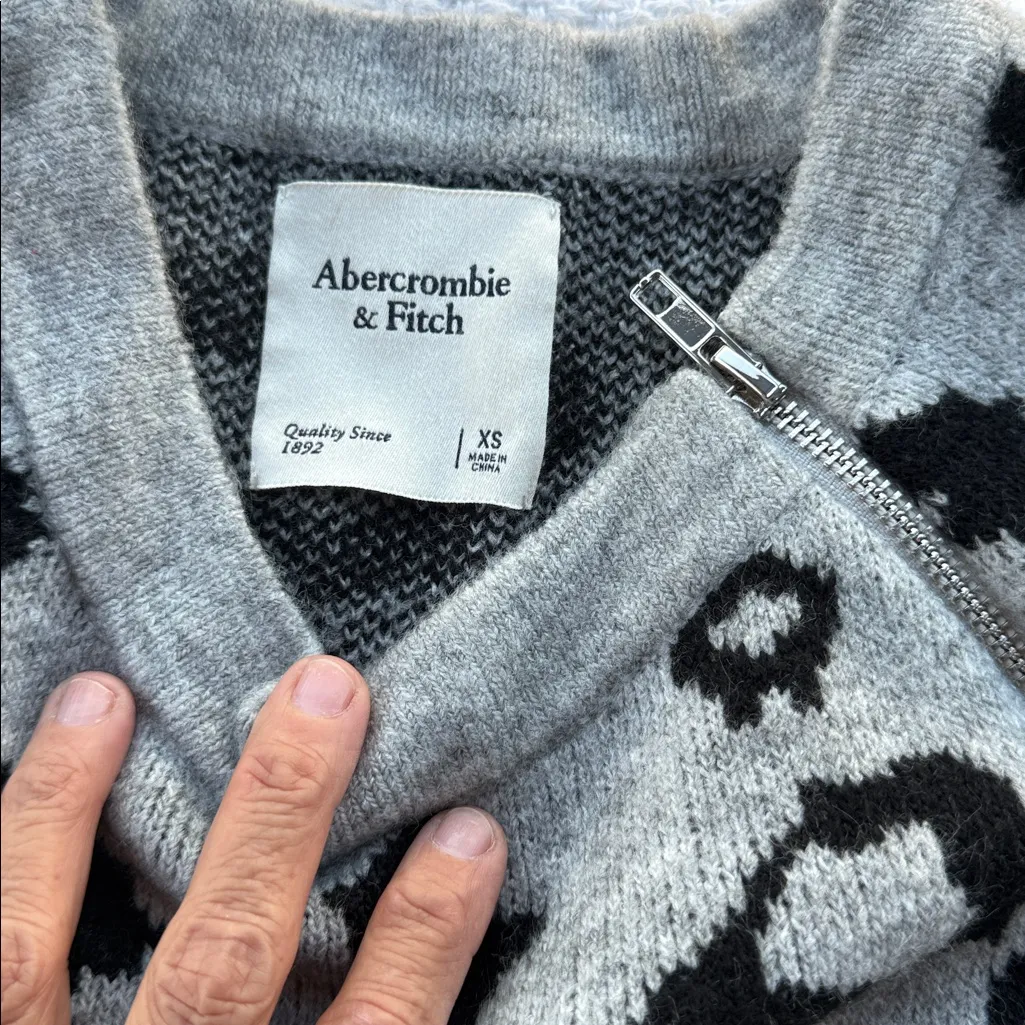 Abercrombie
& Fitch
Quality Since
1892
XS
MADE IN
CHINA